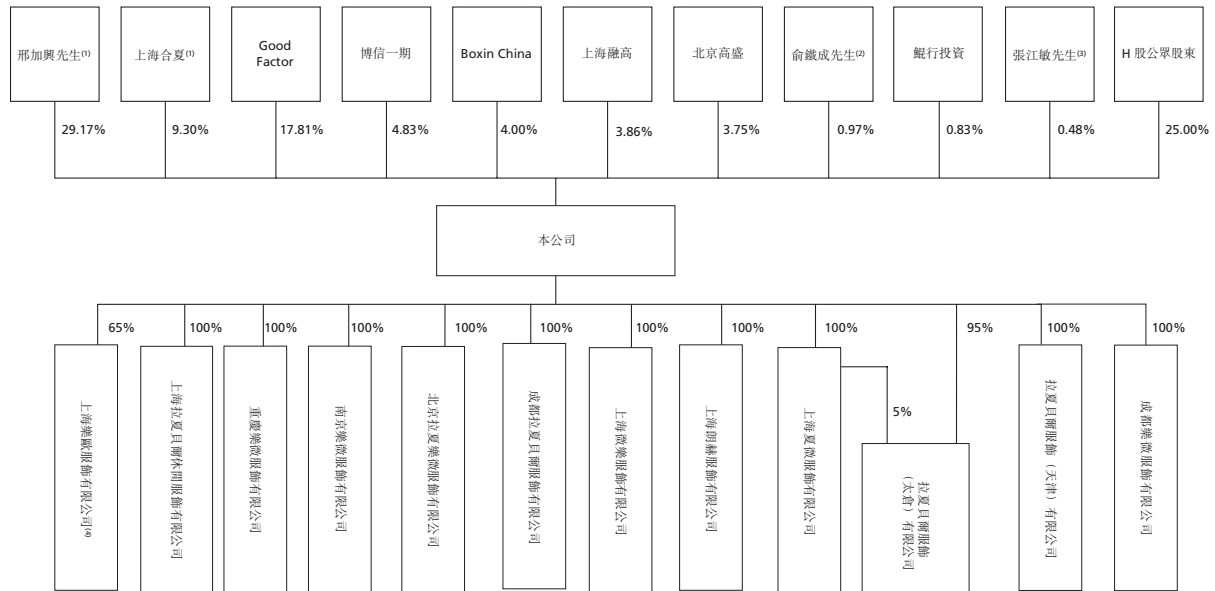 邢加興先生(1)
上海合夏(1)
Good
Factor
博信一期
Boxin China
上海融高
北京高盛
俞鐵成先生(2)
鯤行投資
張江敏先生(3)
H 股公眾股東
29.17%
9.30%
17.81%
4.83%
4.00%
3.86%
3.75%
0.97%
0.83%
0.48%
25.00%
本公司
65%
100%
100%
100%
100%
100%
100%
100%
100%
95%
100%
100%
5%
上海樂歐服飾有限公司(4)
上海拉夏貝爾休閒服飾有限公司
重慶樂微服飾有限公司
南京樂微服飾有限公司
北京拉夏樂微服飾有限公司
成都拉夏貝爾服飾有限公司
上海微樂服飾有限公司
上海朗赫服飾有限公司
上海夏微服飾有限公司
拉夏貝爾服飾
（太倉）有限公司
拉夏貝爾服飾（天津）有限公司
成都樂微服飾有限公司